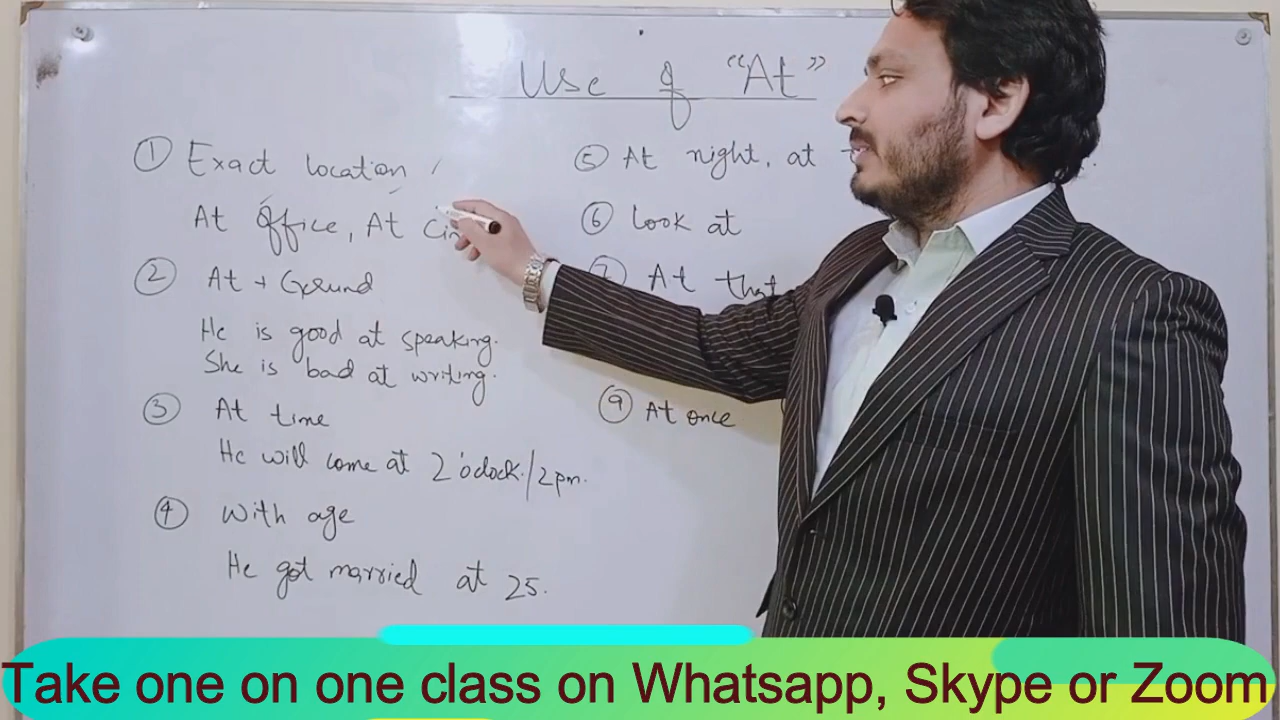 Use of "At"
① Exact location
At office, At
② At + Gerund
He is good at speaking.
She is bad at writing.
③ At time
He will come at 2 o'clock/2pm.
④ With age
He got married at 25.
⑤ At night, at
⑥ Look at
⑦ At that
⑨ At once
Take one on one class on Whatsapp, Skype or Zoom